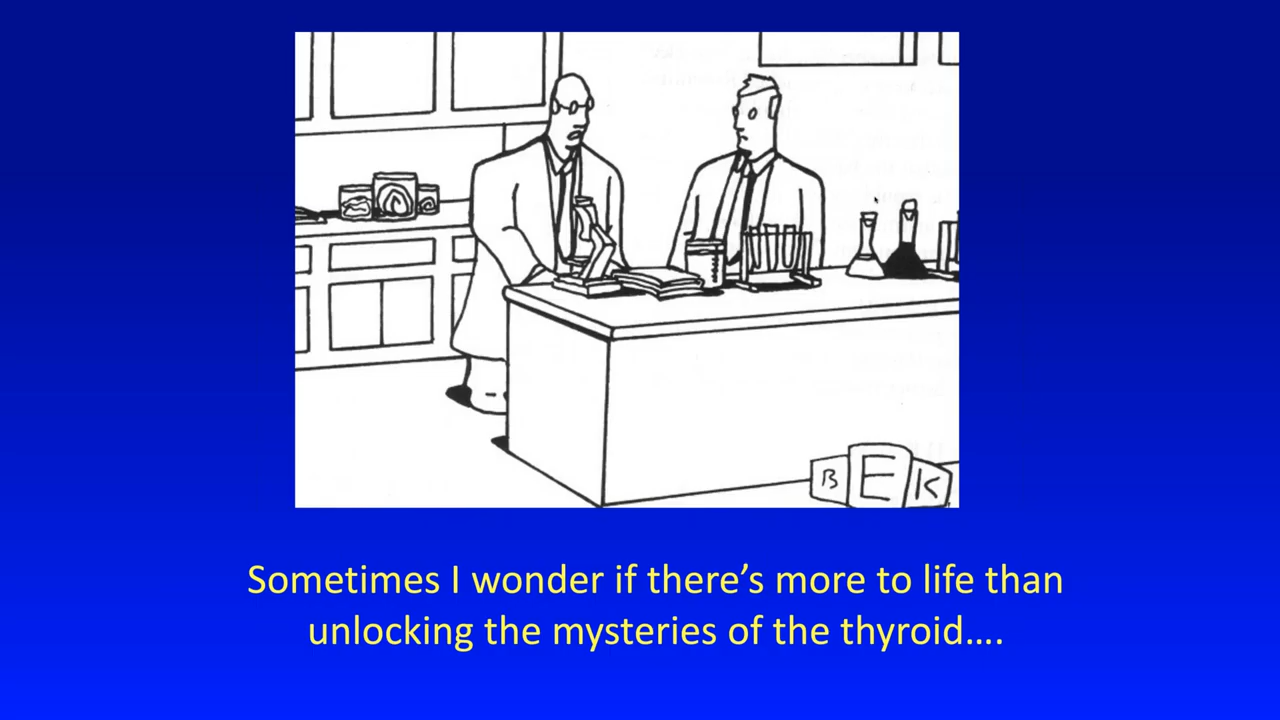 B E K
Sometimes I wonder if there’s more to life than
unlocking the mysteries of the thyroid….